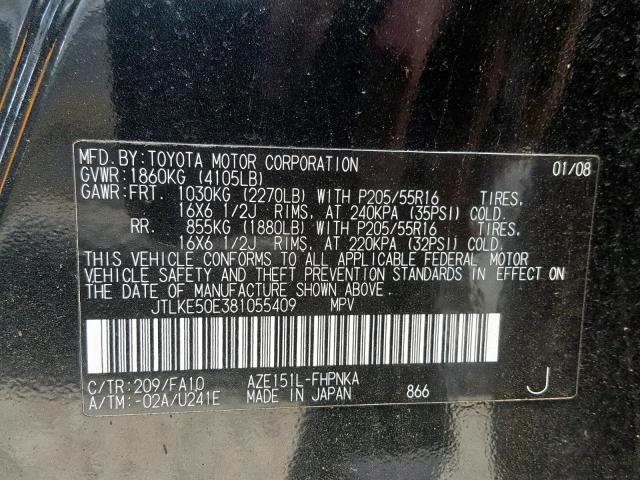 MFD.BY:TOYOTA MOTOR CORPORATION 01/08
GVWR:1860KG (4105LB)
GAWR:FRT. 1030KG (2270LB) WITH P205/55R16 TIRES,
16X6 1/2J RIMS, AT 240KPA (35PSI) COLD.
RR. 855KG (1880LB) WITH P205/55R16 TIRES,
16X6 1/2J RIMS, AT 220KPA (32PSI) COLD.
THIS VEHICLE CONFORMS TO ALL APPLICABLE FEDERAL MOTOR
VEHICLE SAFETY AND THEFT PREVENTION STANDARDS IN EFFECT ON
THE DATE OF MANUFACTURE SHOWN ABOVE.
JTLKE50E381055409 MPV
C/TR:209/FA10 AZE151L-FHPNKA
A/TM:-02A/U241E MADE IN JAPAN 866 J